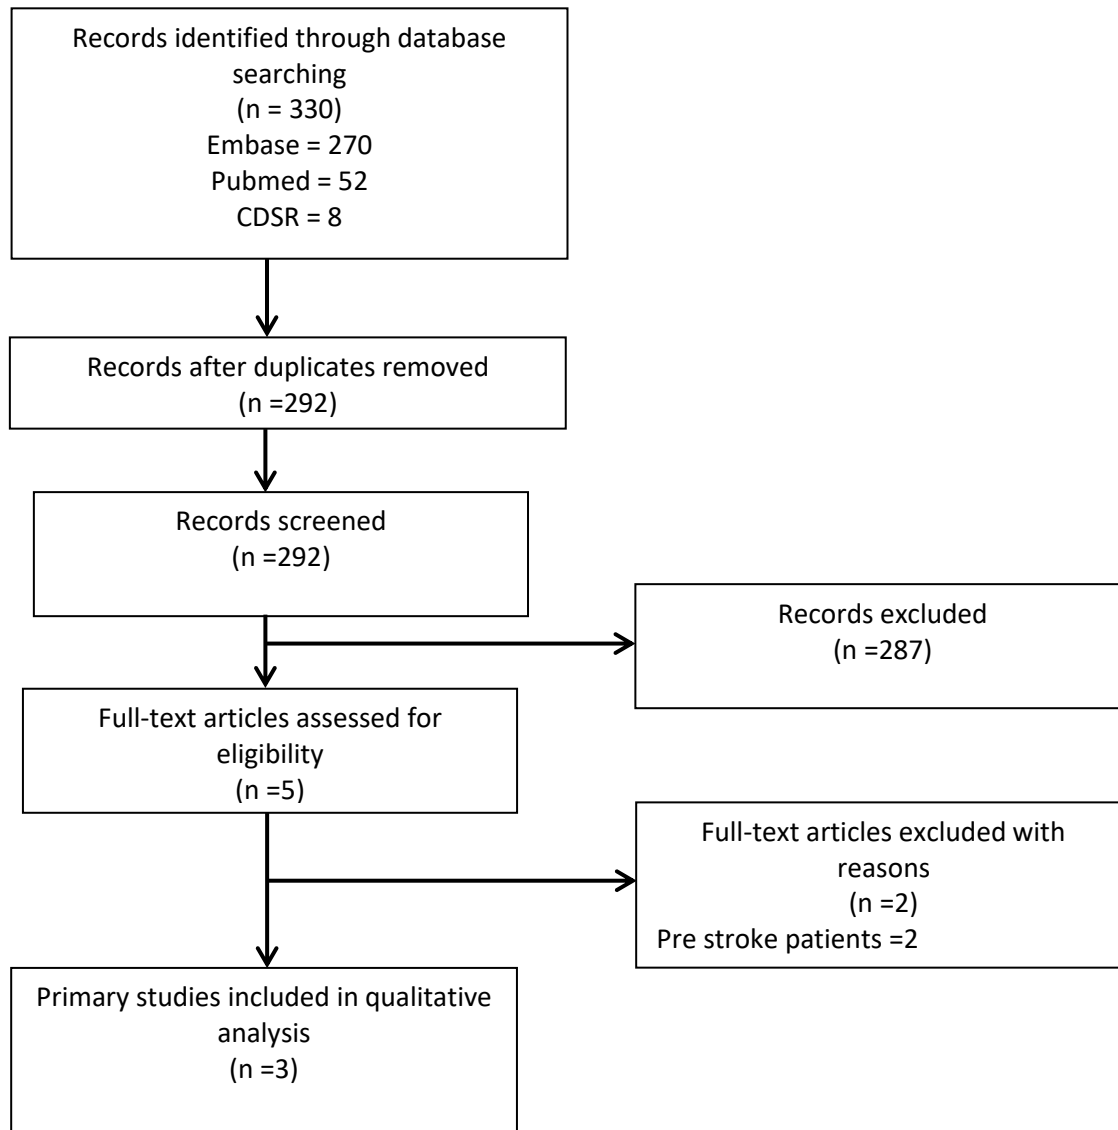 Records identified through database
searching
(n = 330)
Embase = 270
Pubmed = 52
CDSR = 8
Records after duplicates removed
(n =292)
Records screened
(n =292)
Records excluded
(n =287)
Full-text articles assessed for
eligibility
(n =5)
Full-text articles excluded with
reasons
(n =2)
Pre stroke patients =2
Primary studies included in qualitative
analysis
(n =3)